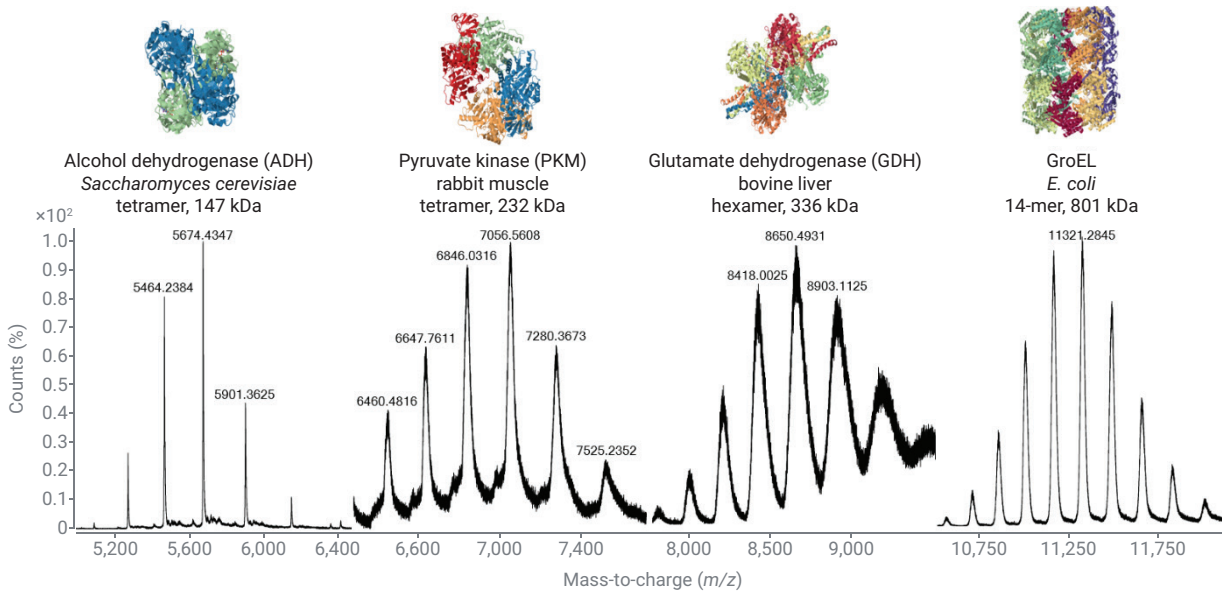 Alcohol dehydrogenase (ADH)
Saccharomyces cerevisiae
tetramer, 147 kDa
Pyruvate kinase (PKM)
rabbit muscle
tetramer, 232 kDa
Glutamate dehydrogenase (GDH)
bovine liver
hexamer, 336 kDa
GroEL
E. coli
14-mer, 801 kDa
×10²
Counts (%)
1.0
0.9
0.8
0.7
0.6
0.5
0.4
0.3
0.2
0.1
0
5464.2384
5674.4347
5901.3625
6460.4816
6647.7611
6846.0316
7056.5608
7280.3673
7525.2352
8418.0025
8650.4931
8903.1125
11321.2845
5,200 5,600 6,000 6,400 6,600 7,000 7,400 8,000 8,500 9,000 10,750 11,250 11,750
Mass-to-charge (m/z)